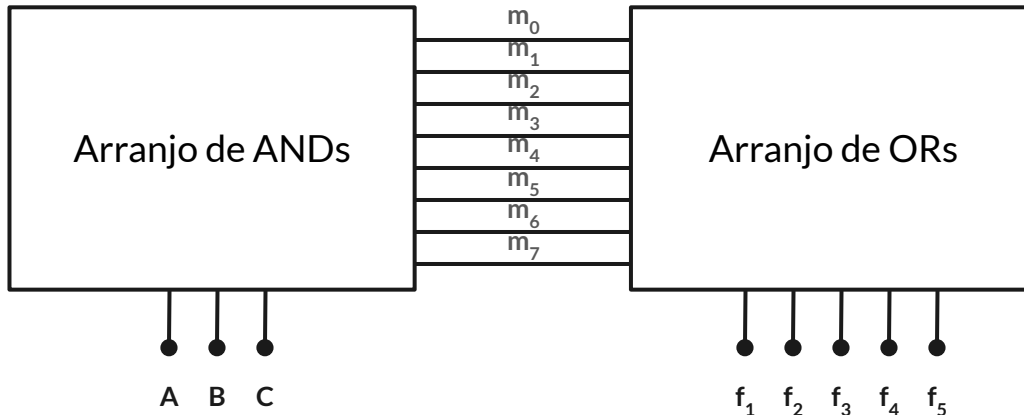 m₀
m₁
m₂
m₃
m₄
m₅
m₆
m₇
Arranjo de ANDs
Arranjo de ORs
A B C
f₁ f₂ f₃ f₄ f₅